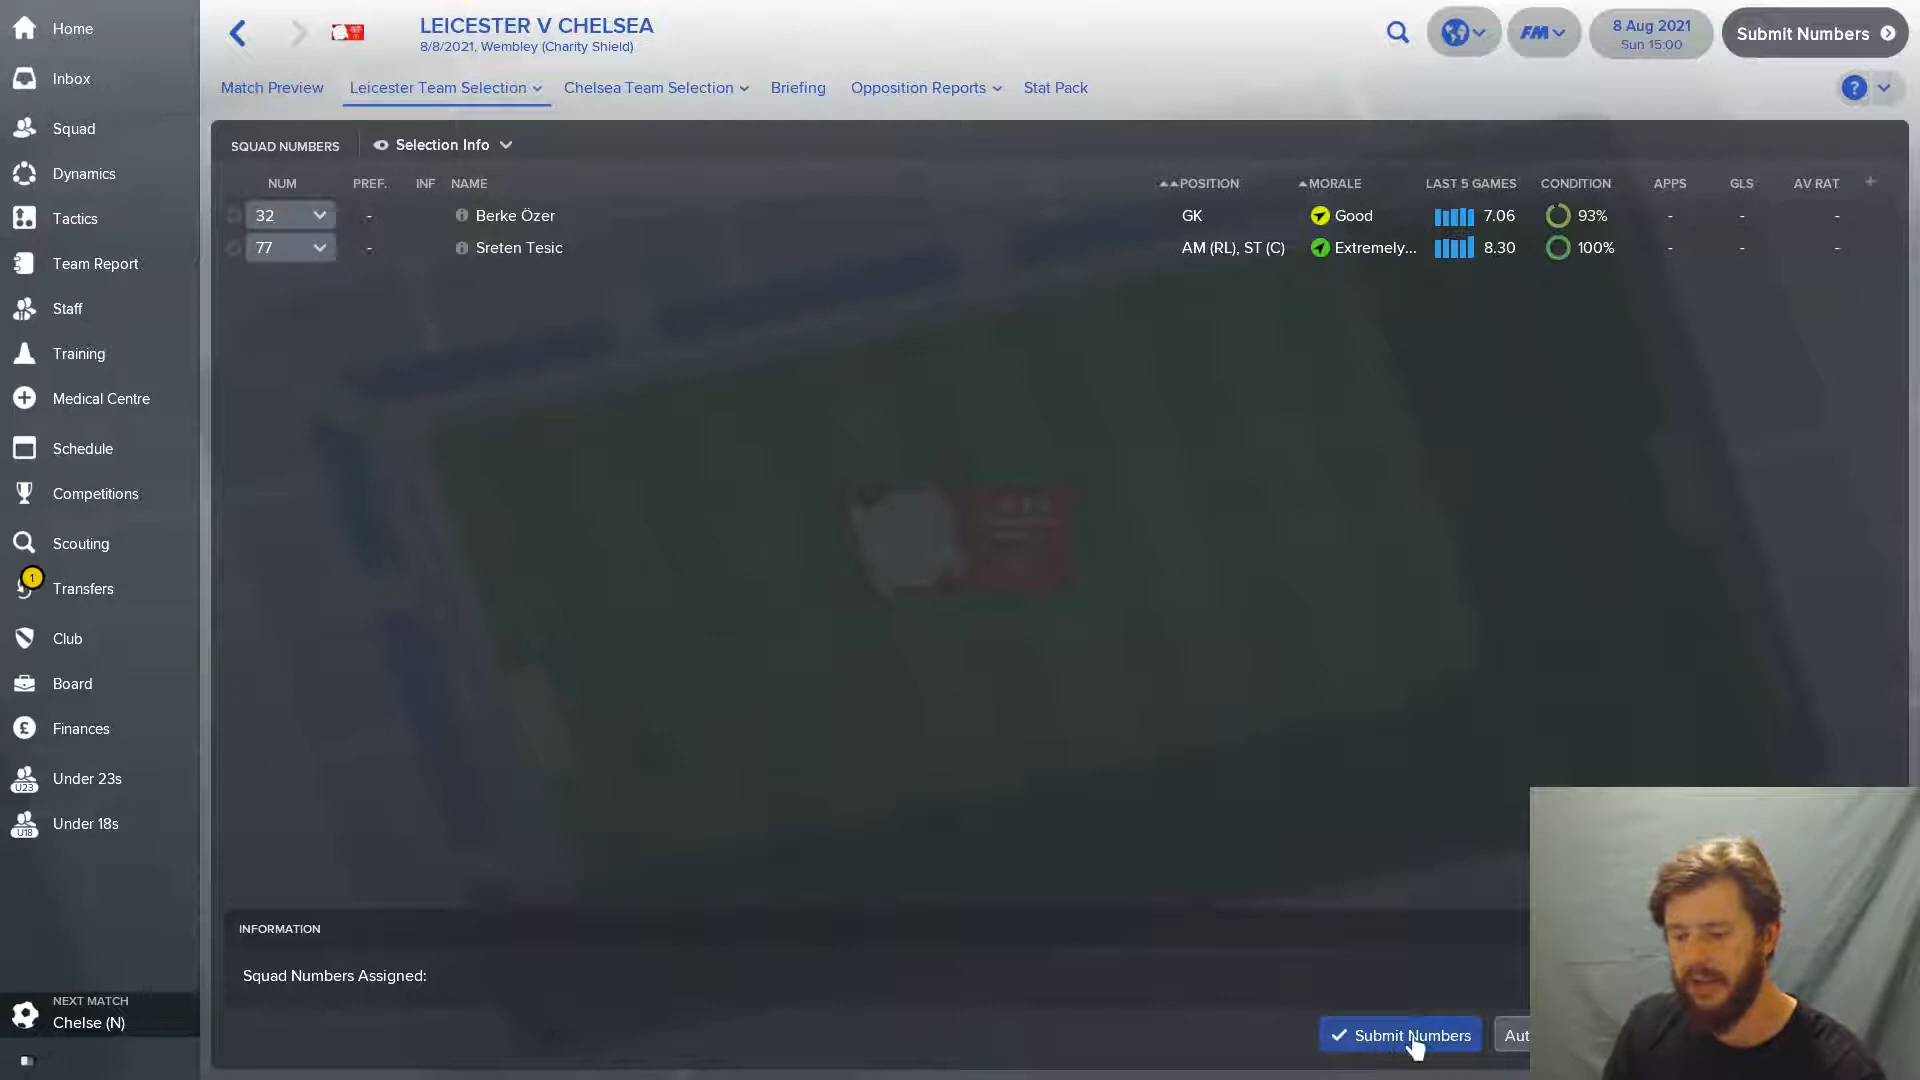 Home
Inbox
Squad
Dynamics
Tactics
Team Report
Staff
Training
Medical Centre
Schedule
Competitions
Scouting
1
Transfers
Club
Board
Finances
U23
Under 23s
U18
Under 18s
NEXT MATCH
Chelse (N)
LEICESTER V CHELSEA
8/8/2021, Wembley (Charity Shield)
FM
8 Aug 2021
Sun 15:00
Submit Numbers
Match Preview Leicester Team Selection Chelsea Team Selection Briefing Opposition Reports Stat Pack
?
SQUAD NUMBERS Selection Info
NUM PREF. INF NAME POSITION MORALE LAST 5 GAMES CONDITION APPS GLS AV RAT +
32 - Berke Özer GK Good 7.06 93% - - -
77 - Sreten Tesic AM (RL), ST (C) Extremely... 8.30 100% - - -
INFORMATION
Squad Numbers Assigned:
Submit Numbers
Aut